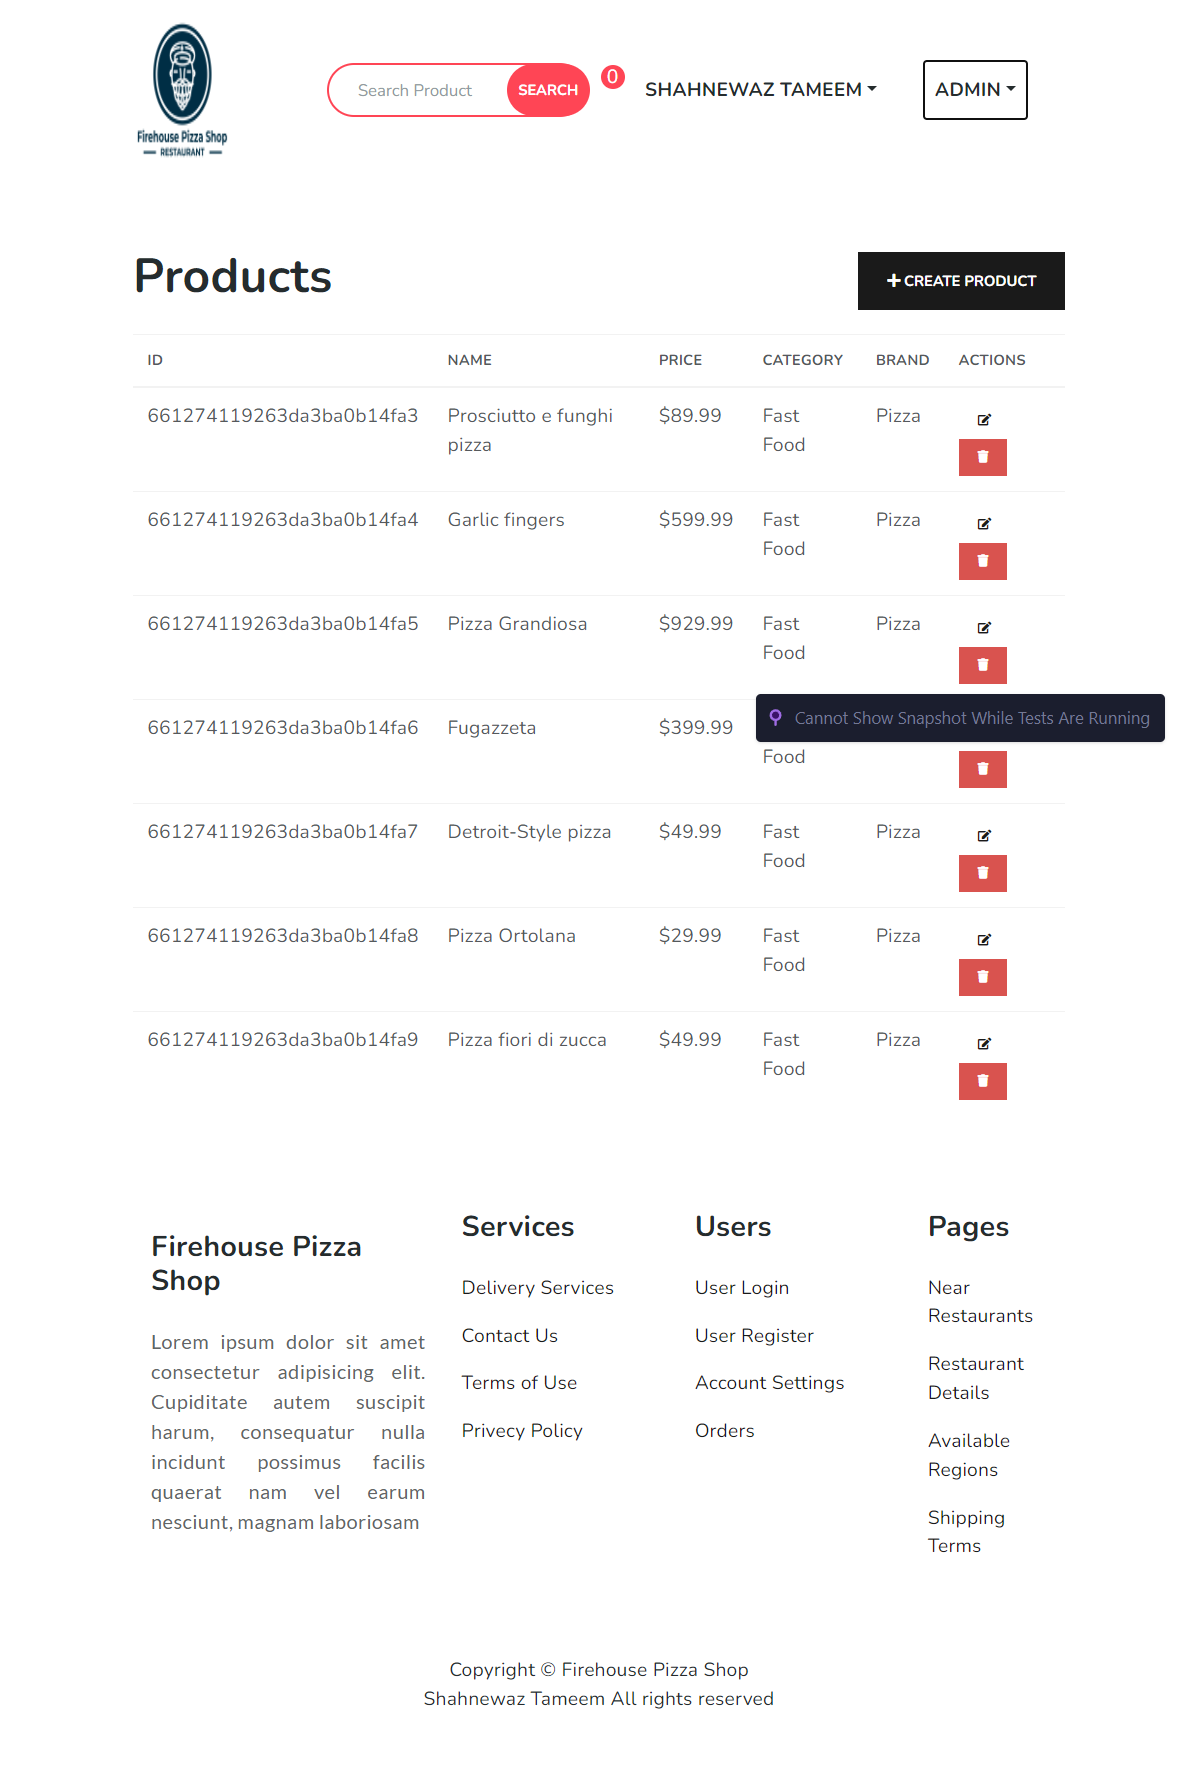 Firehouse Pizza Shop
RESTAURANT
Search Product SEARCH 0 SHAHNEWAZ TAMEEM ADMIN
Products CREATE PRODUCT
ID NAME PRICE CATEGORY BRAND ACTIONS
661274119263da3ba0b14fa3 Prosciutto e funghi $89.99 Fast Pizza
pizza Food
661274119263da3ba0b14fa4 Garlic fingers $599.99 Fast Pizza
Food
661274119263da3ba0b14fa5 Pizza Grandiosa $929.99 Fast Pizza
Food
661274119263da3ba0b14fa6 Fugazzeta $399.99 Cannot Show Snapshot While Tests Are Running
Food
661274119263da3ba0b14fa7 Detroit-Style pizza $49.99 Fast Pizza
Food
661274119263da3ba0b14fa8 Pizza Ortolana $29.99 Fast Pizza
Food
661274119263da3ba0b14fa9 Pizza fiori di zucca $49.99 Fast Pizza
Food
Firehouse Pizza
Shop
Lorem ipsum dolor sit amet
consectetur adipisicing elit.
Cupiditate autem suscipit
harum, consequatur nulla
incidunt possimus facilis
quaerat nam vel earum
nesciunt, magnam laboriosam
Services
Delivery Services
Contact Us
Terms of Use
Privecy Policy
Users
User Login
User Register
Account Settings
Orders
Pages
Near
Restaurants
Restaurant
Details
Available
Regions
Shipping
Terms
Copyright © Firehouse Pizza Shop
Shahnewaz Tameem All rights reserved